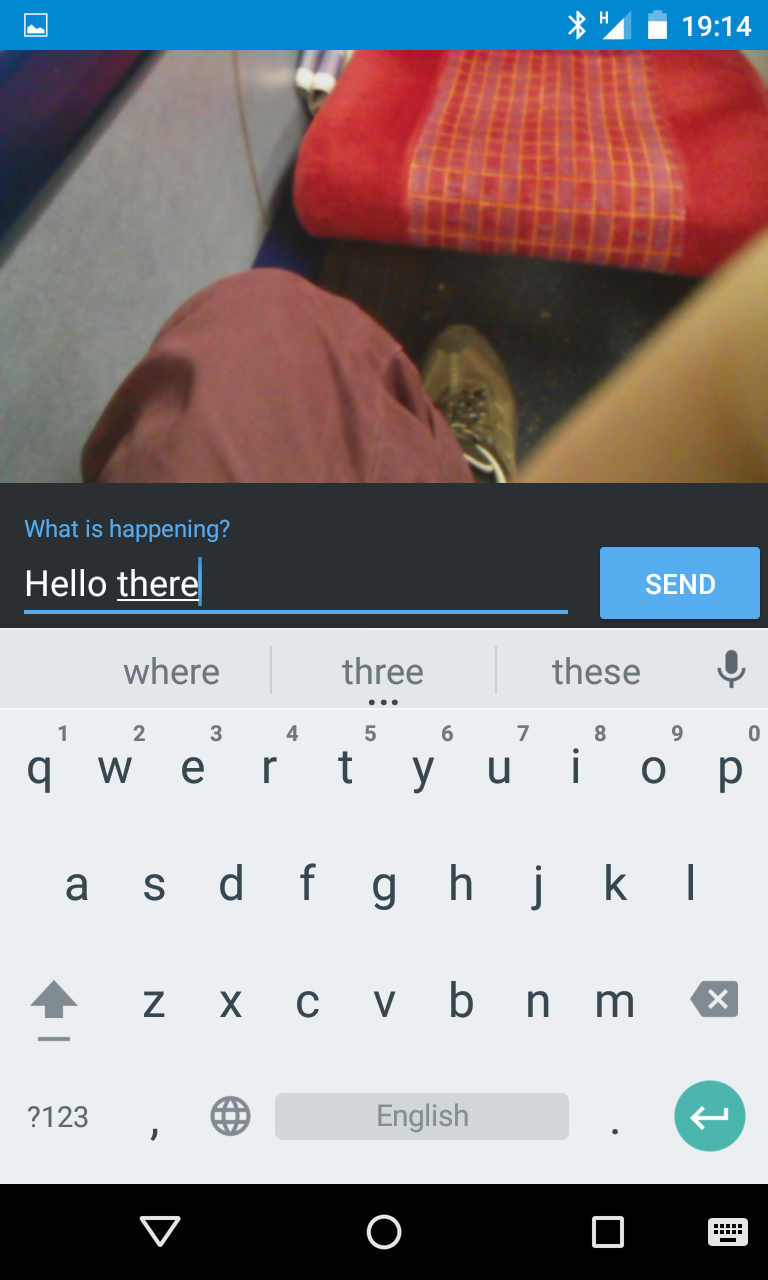 H 19:14
What is happening?
Hello there
SEND
where three these
1 2 3 4 5 6 7 8 9 0
q w e r t y u i o p
a s d f g h j k l
z x c v b n m
?123 , English .